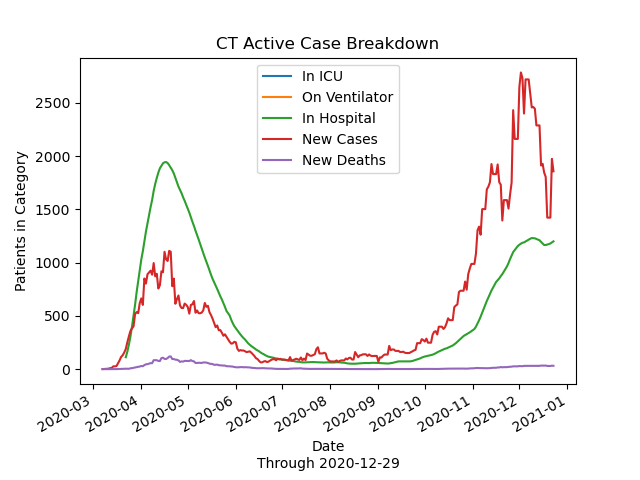 CT Active Case Breakdown
In ICU
On Ventilator
In Hospital
New Cases
New Deaths
Patients in Category
2500
2000
1500
1000
500
0
2020-03
2020-04
2020-05
2020-06
2020-07
2020-08
2020-09
2020-10
2020-11
2020-12
2021-01
Date
Through 2020-12-29